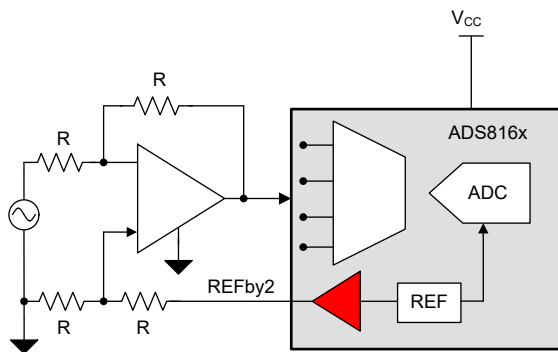 V_CC
R
R
ADS816x
ADC
REFby2
REF
R
R